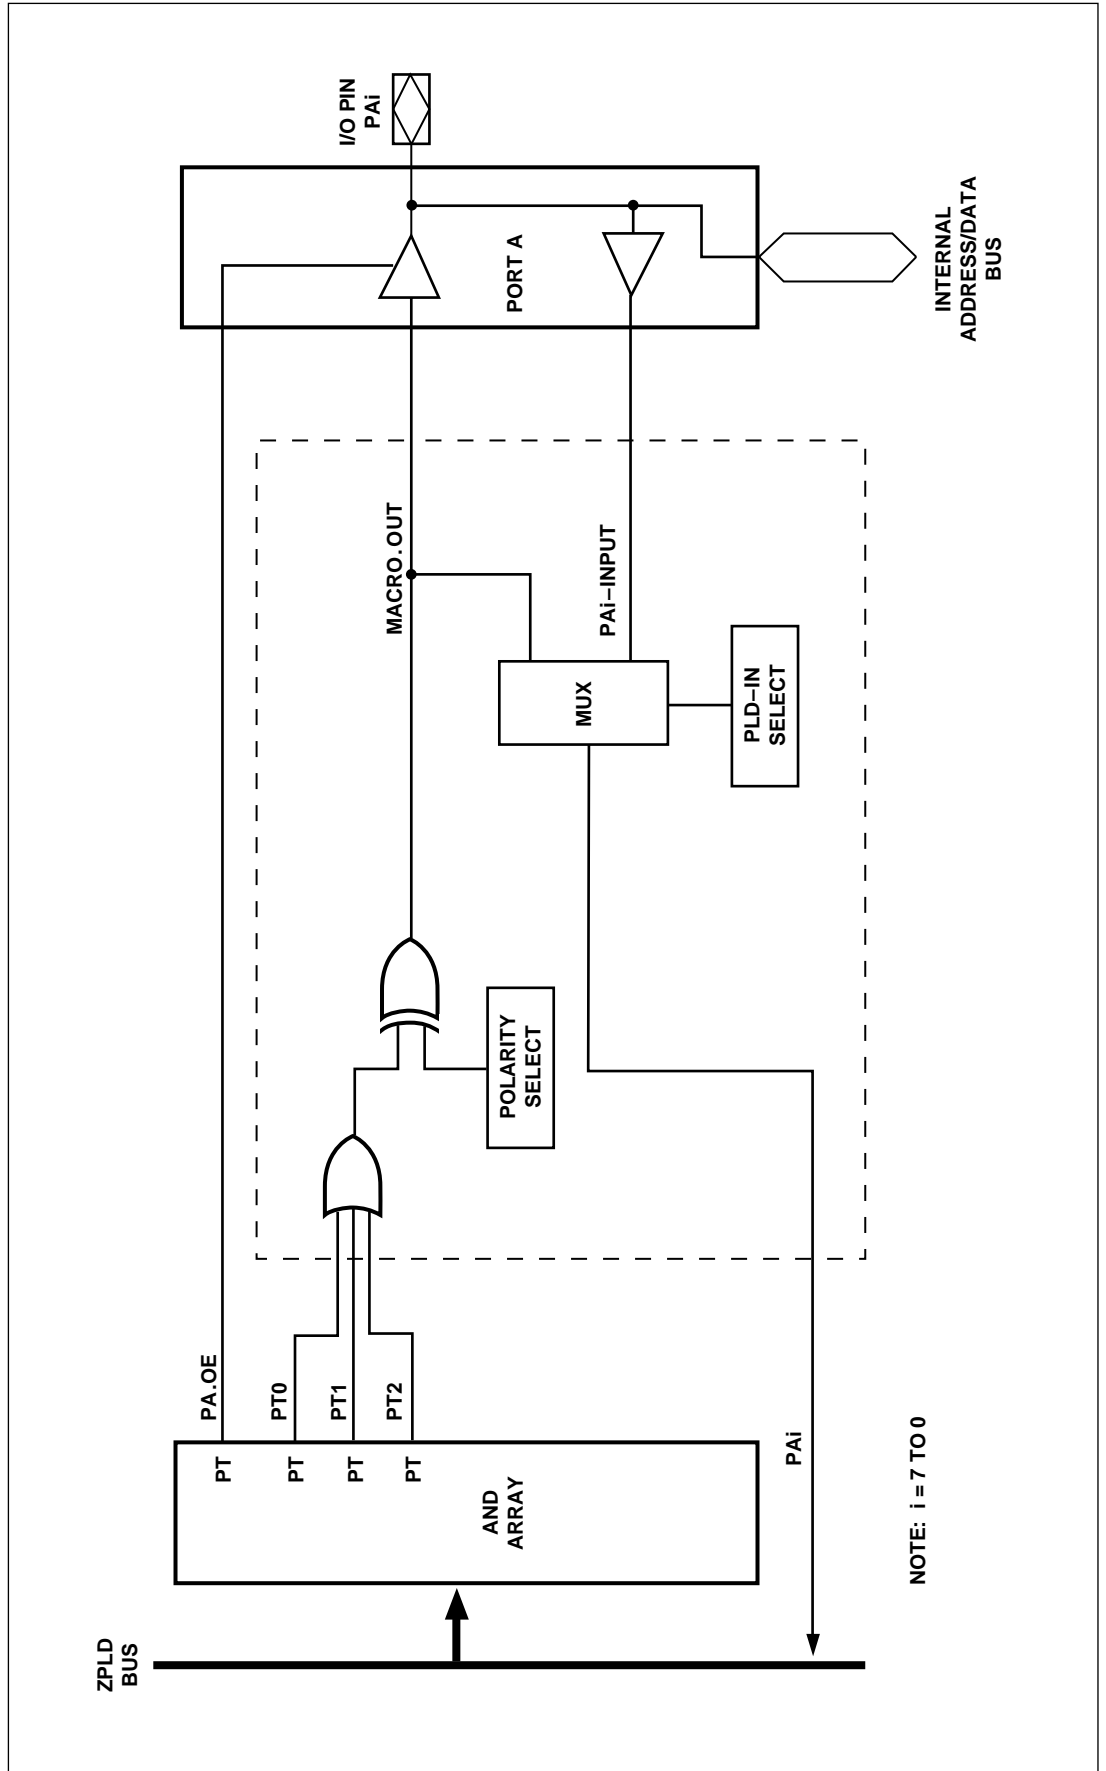 ZPLD
BUS
AND
ARRAY
PT
PT
PT
PT
PA.OE
PT0
PT1
PT2
PAi
POLARITY
SELECT
MACRO.OUT
MUX
PAi–INPUT
PLD–IN
SELECT
PORT A
I/O PIN
PAi
INTERNAL
ADDRESS/DATA
BUS
NOTE: i = 7 TO 0